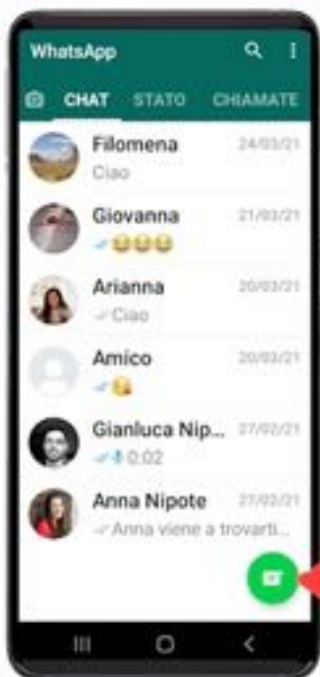 WhatsApp
CHAT STATO CHIAMATE
Filomena 24/03/21
Ciao
Giovanna 21/03/21
😂😂😂
Arianna 20/03/21
Ciao
Amico 20/03/21
😘
Gianluca Nip... 27/02/21
0:02
Anna Nipote 27/02/21
Anna viene a trovarti...